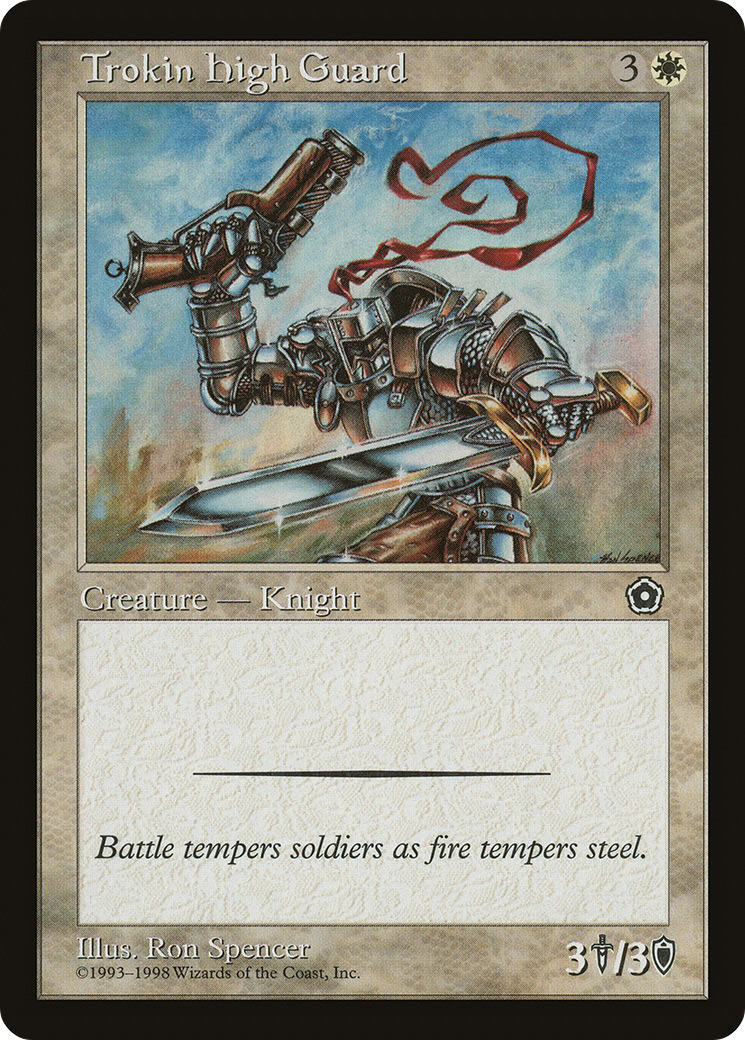 Trokin High Guard
3
Creature — Knight
Battle tempers soldiers as fire tempers steel.
Illus. Ron Spencer
3/3
©1993–1998 Wizards of the Coast, Inc.